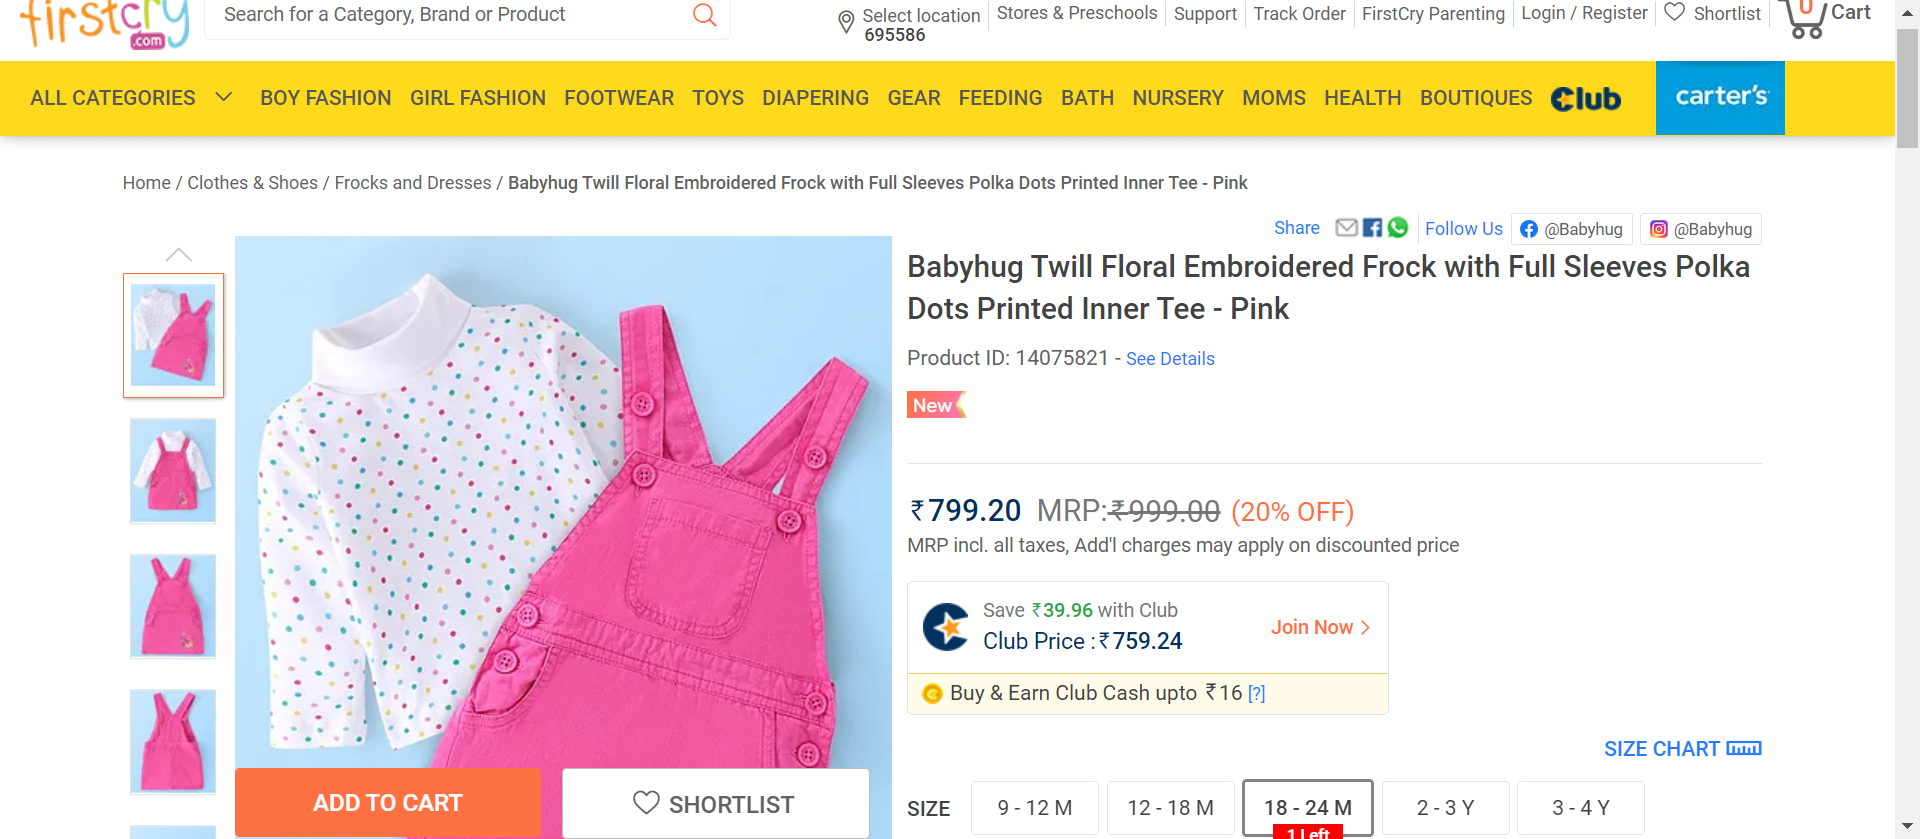 firstcry
.com
Search for a Category, Brand or Product
Select location
695586
Stores & Preschools
Support
Track Order
FirstCry Parenting
Login / Register
Shortlist
0
Cart
ALL CATEGORIES
BOY FASHION
GIRL FASHION
FOOTWEAR
TOYS
DIAPERING
GEAR
FEEDING
BATH
NURSERY
MOMS
HEALTH
BOUTIQUES
Club
carter's
Home / Clothes & Shoes / Frocks and Dresses / Babyhug Twill Floral Embroidered Frock with Full Sleeves Polka Dots Printed Inner Tee - Pink
Share
Follow Us
@Babyhug
@Babyhug
Babyhug Twill Floral Embroidered Frock with Full Sleeves Polka
Dots Printed Inner Tee - Pink
Product ID: 14075821 - See Details
New
₹799.20 MRP:₹999.00 (20% OFF)
MRP incl. all taxes, Add'l charges may apply on discounted price
Save ₹39.96 with Club
Club Price :₹759.24
Join Now
Buy & Earn Club Cash upto ₹16 [?]
SIZE CHART
SIZE
9 - 12 M
12 - 18 M
18 - 24 M
1 Left
2 - 3 Y
3 - 4 Y
ADD TO CART
SHORTLIST